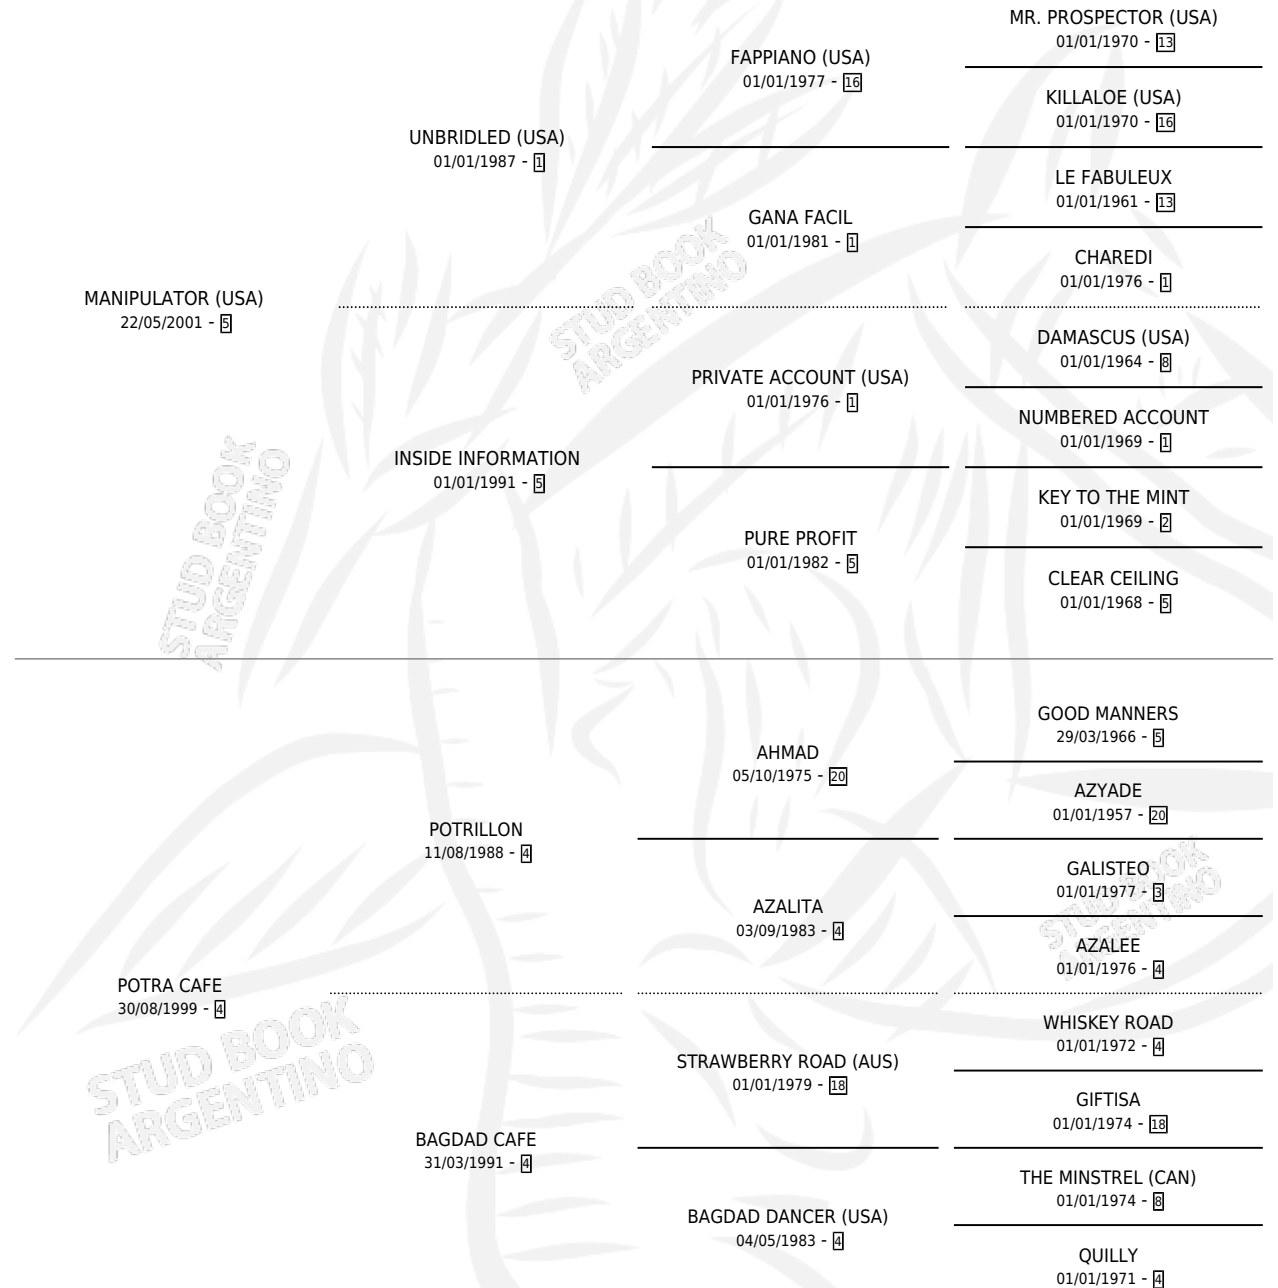 MR. PROSPECTOR (USA)
01/01/1970 - 13
FAPPIANO (USA)
01/01/1977 - 16
KILLALOE (USA)
01/01/1970 - 16
UNBRIDLED (USA)
01/01/1987 - 1
LE FABULEUX
01/01/1961 - 13
GANA FACIL
01/01/1981 - 1
CHAREDI
01/01/1976 - 1
MANIPULATOR (USA)
22/05/2001 - 5
DAMASCUS (USA)
01/01/1964 - 8
PRIVATE ACCOUNT (USA)
01/01/1976 - 1
NUMBERED ACCOUNT
01/01/1969 - 1
INSIDE INFORMATION
01/01/1991 - 5
KEY TO THE MINT
01/01/1969 - 2
PURE PROFIT
01/01/1982 - 5
CLEAR CEILING
01/01/1968 - 5
STUD BOOK
ARGENTINO
STUD BOOK
ARGENTINO
GOOD MANNERS
29/03/1966 - 5
AHMAD
05/10/1975 - 20
AZYADE
01/01/1957 - 20
POTRILLON
11/08/1988 - 4
GALISTEO
01/01/1977 - 3
AZALITA
03/09/1983 - 4
AZALEE
01/01/1976 - 4
POTRA CAFE
30/08/1999 - 4
WHISKEY ROAD
01/01/1972 - 4
STRAWBERRY ROAD (AUS)
01/01/1979 - 18
GIFTISA
01/01/1974 - 18
BAGDAD CAFE
31/03/1991 - 4
THE MINSTREL (CAN)
01/01/1974 - 8
BAGDAD DANCER (USA)
04/05/1983 - 4
QUILLY
01/01/1971 - 4
STUD BOOK
ARGENTINO
STUD BOOK
ARGENTINO